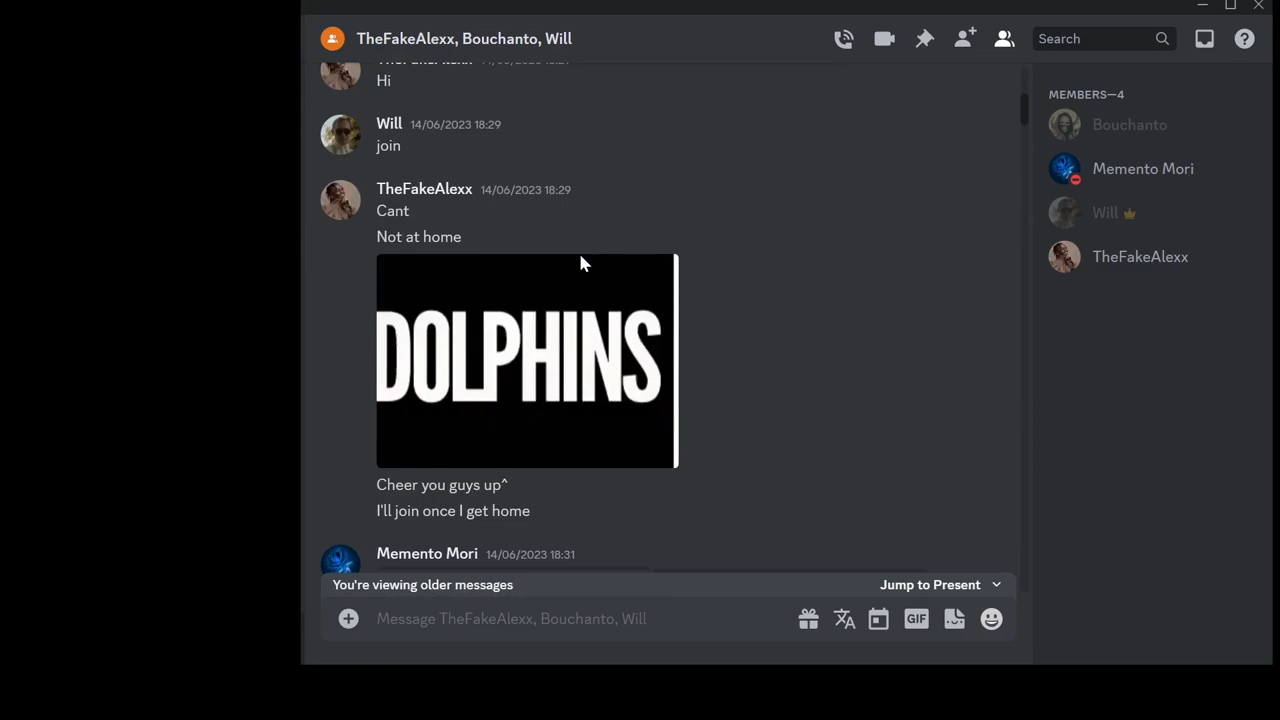 TheFakeAlexx, Bouchanto, Will
Search
Hi
Will 14/06/2023 18:29
join
TheFakeAlexx 14/06/2023 18:29
Cant
Not at home
DOLPHINS
Cheer you guys up^
I'll join once I get home
Memento Mori 14/06/2023 18:31
You're viewing older messages
Jump to Present
Message TheFakeAlexx, Bouchanto, Will
GIF
MEMBERS—4
Bouchanto
Memento Mori
Will
TheFakeAlexx